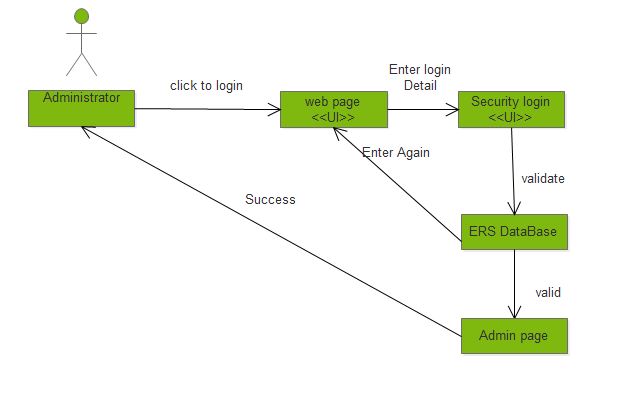 Administrator
click to login
web page
<<UI>>
Enter login
Detail
Security login
<<UI>>
Enter Again
validate
Success
ERS DataBase
valid
Admin page